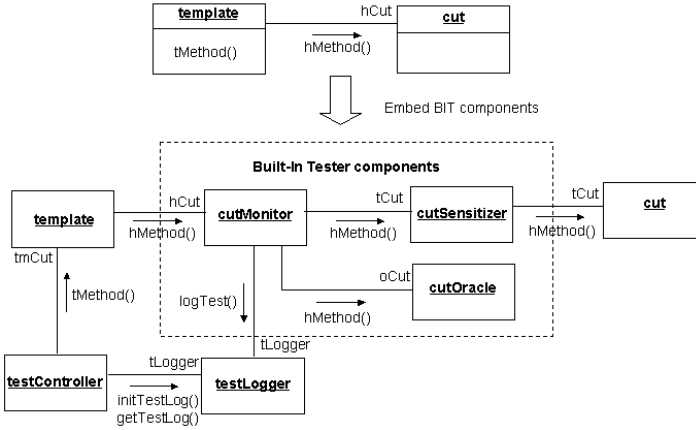 template
hCut
cut
tMethod()
hMethod()
Embed BIT components
Built-In Tester components
hCut
tCut
tCut
template
cutMonitor
cutSensitizer
cut
hMethod()
hMethod()
hMethod()
tmCut
oCut
tMethod()
logTest()
cutOracle
hMethod()
tLogger
tLogger
testController
testLogger
initTestLog()
getTestLog()